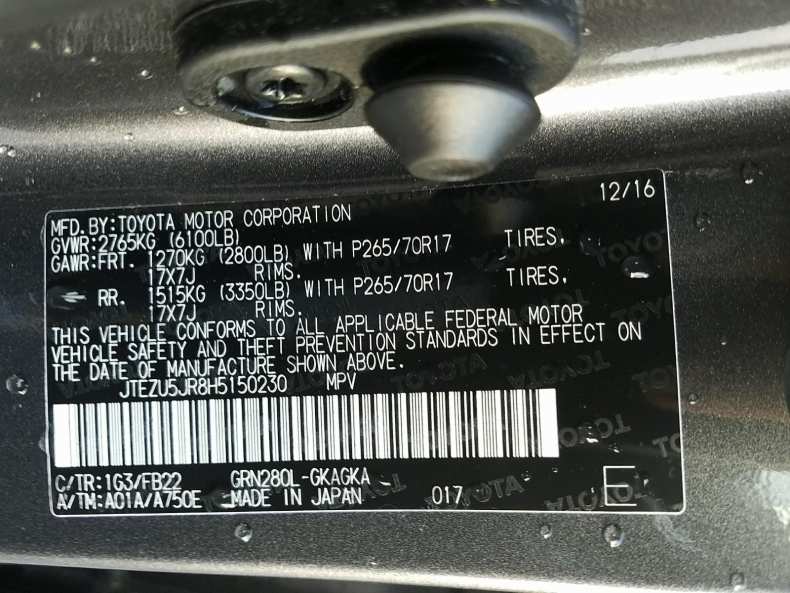 12/16
MFD.BY:TOYOTA MOTOR CORPORATION
GVWR:2765KG (6100LB)
GAWR:FRT. 1270KG (2800LB) WITH P265/70R17 TIRES,
17X7J RIMS.
RR. 1515KG (3350LB) WITH P265/70R17 TIRES,
17X7J RIMS.
THIS VEHICLE CONFORMS TO ALL APPLICABLE FEDERAL MOTOR
VEHICLE SAFETY AND THEFT PREVENTION STANDARDS IN EFFECT ON
THE DATE OF MANUFACTURE SHOWN ABOVE.
JTEZU5JR8H5150230 MPV
C/TR:1G3/FB22 GRN280L-GKAGKA
A/TM:A01A/A750E MADE IN JAPAN 017 E